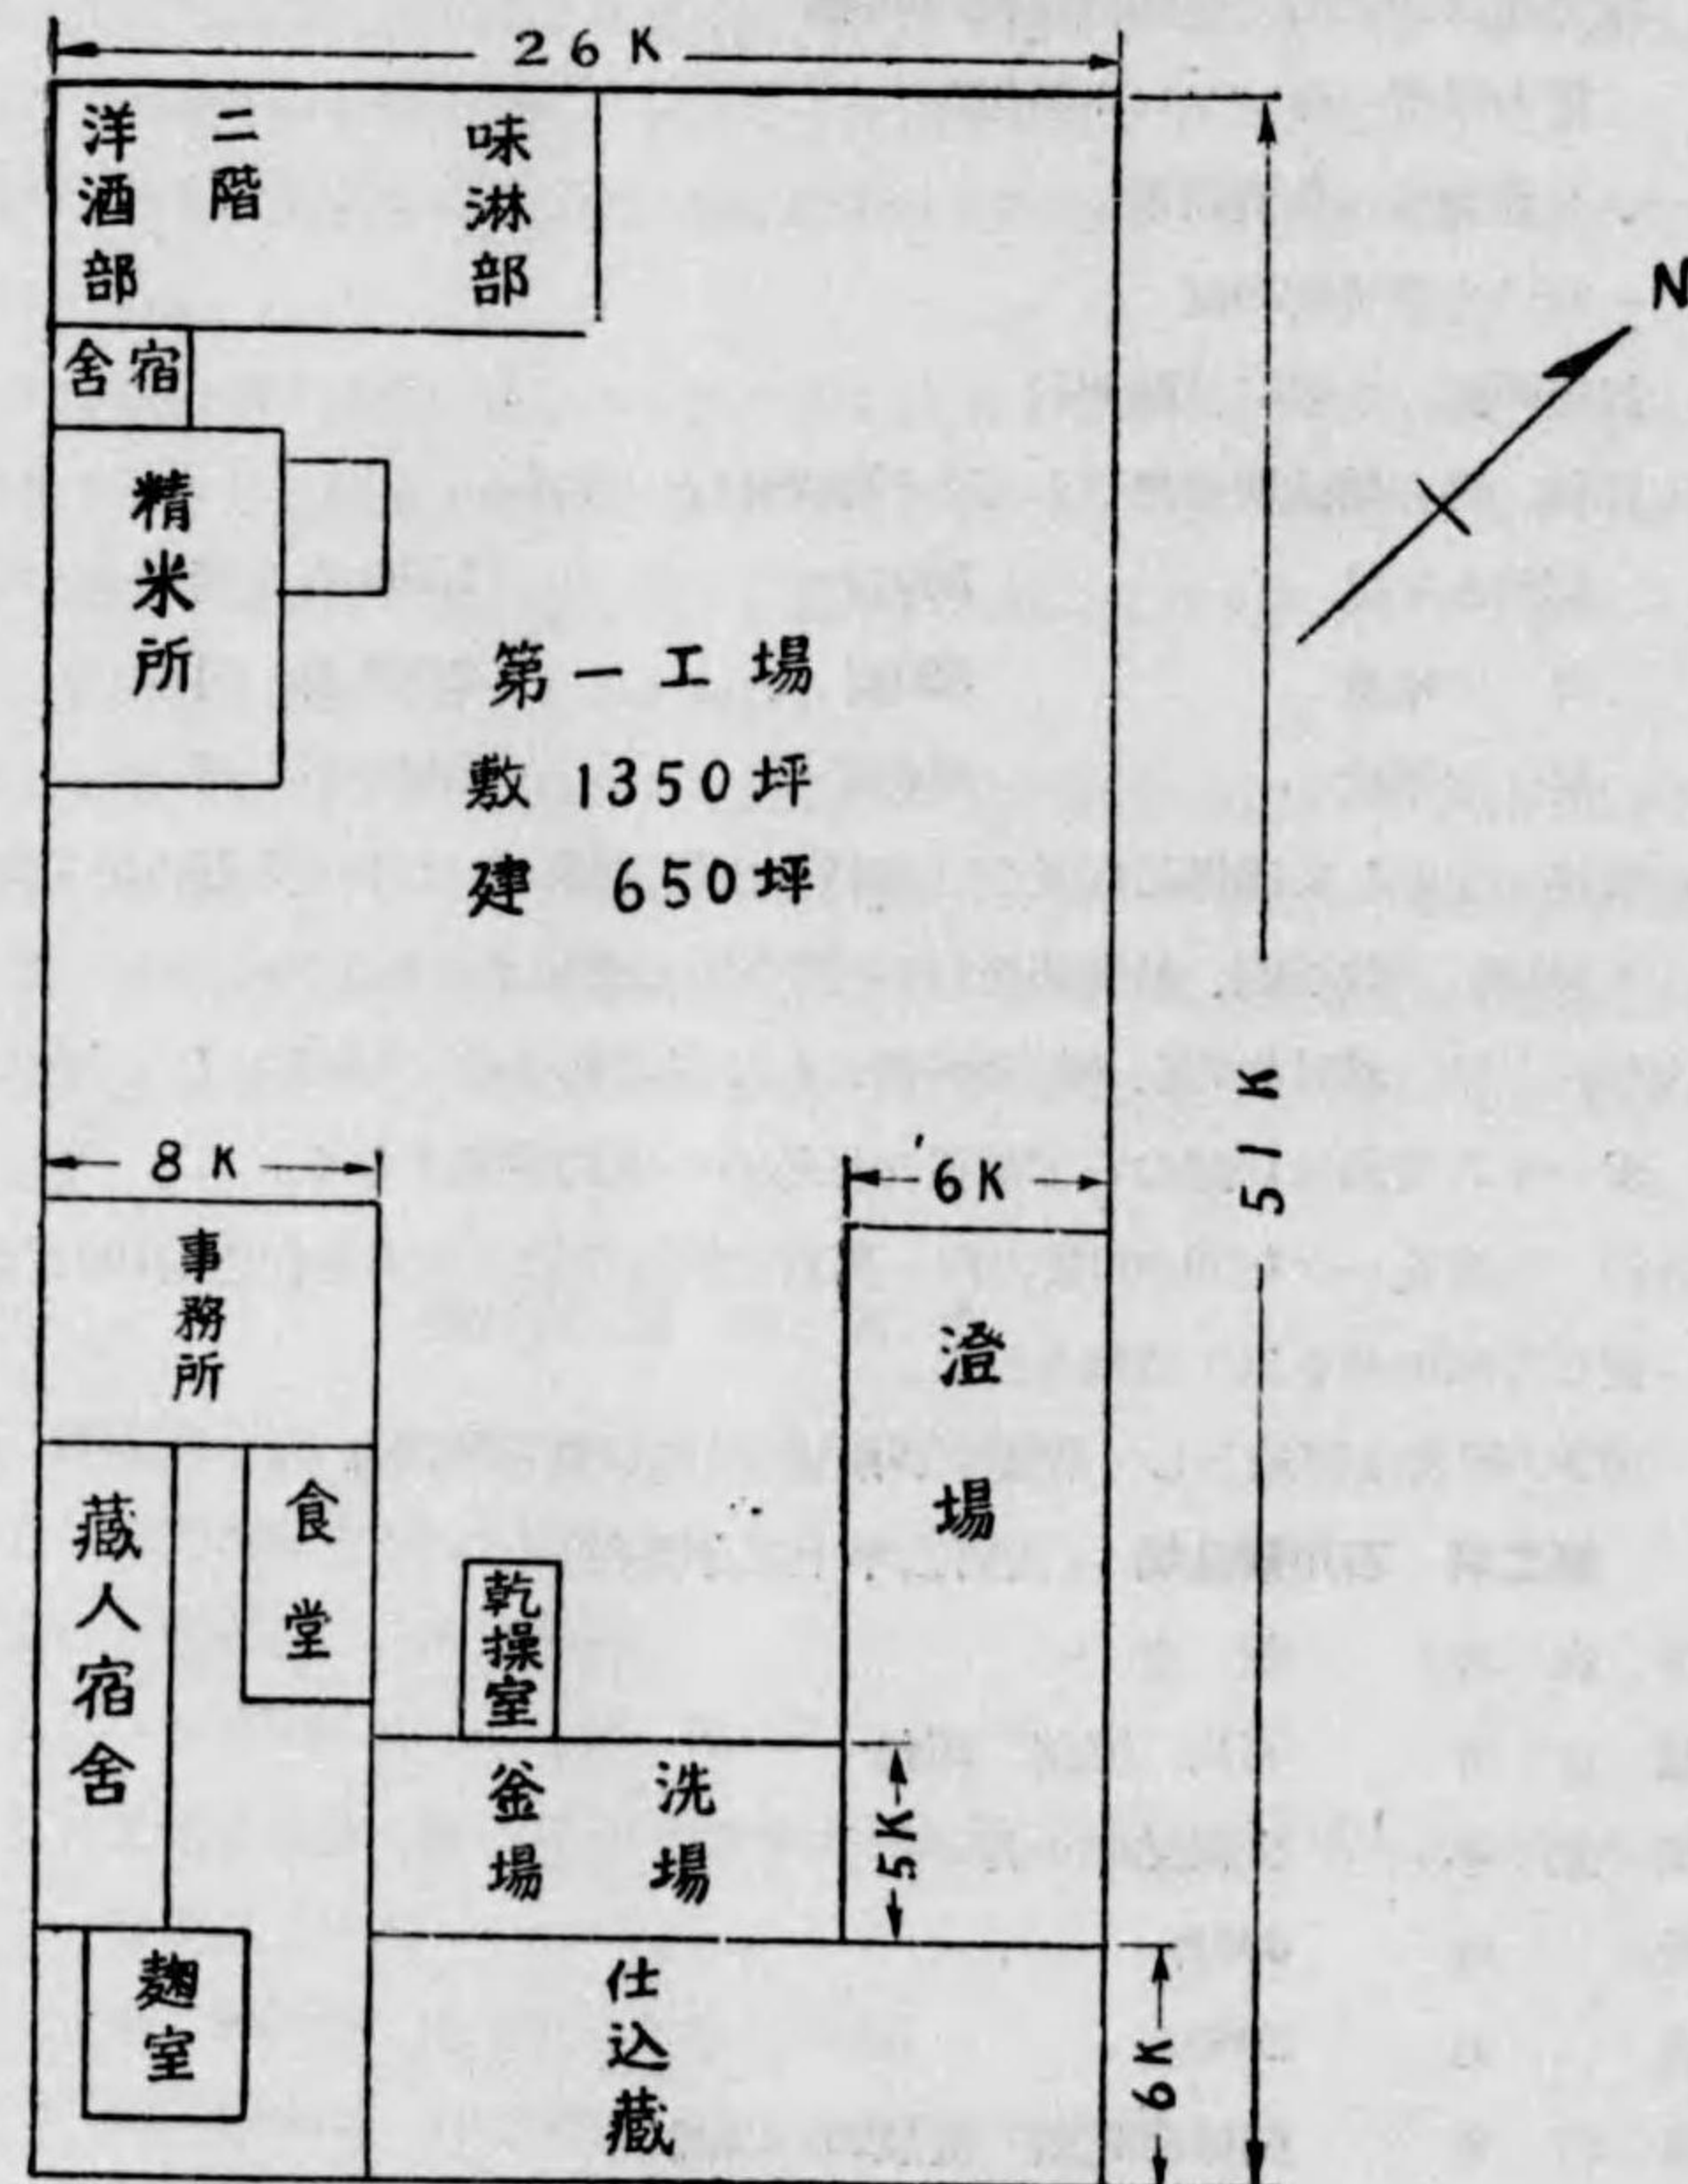 26K
洋酒部
二階
味淋部
N
舍宿
精米所
第一工場
敷 1350坪
建 650坪
51K
8K
6K
事務所
澄場
藏人宿舍
食堂
乾操室
釜場
洗場
5K
麹室
仕込藏
6K